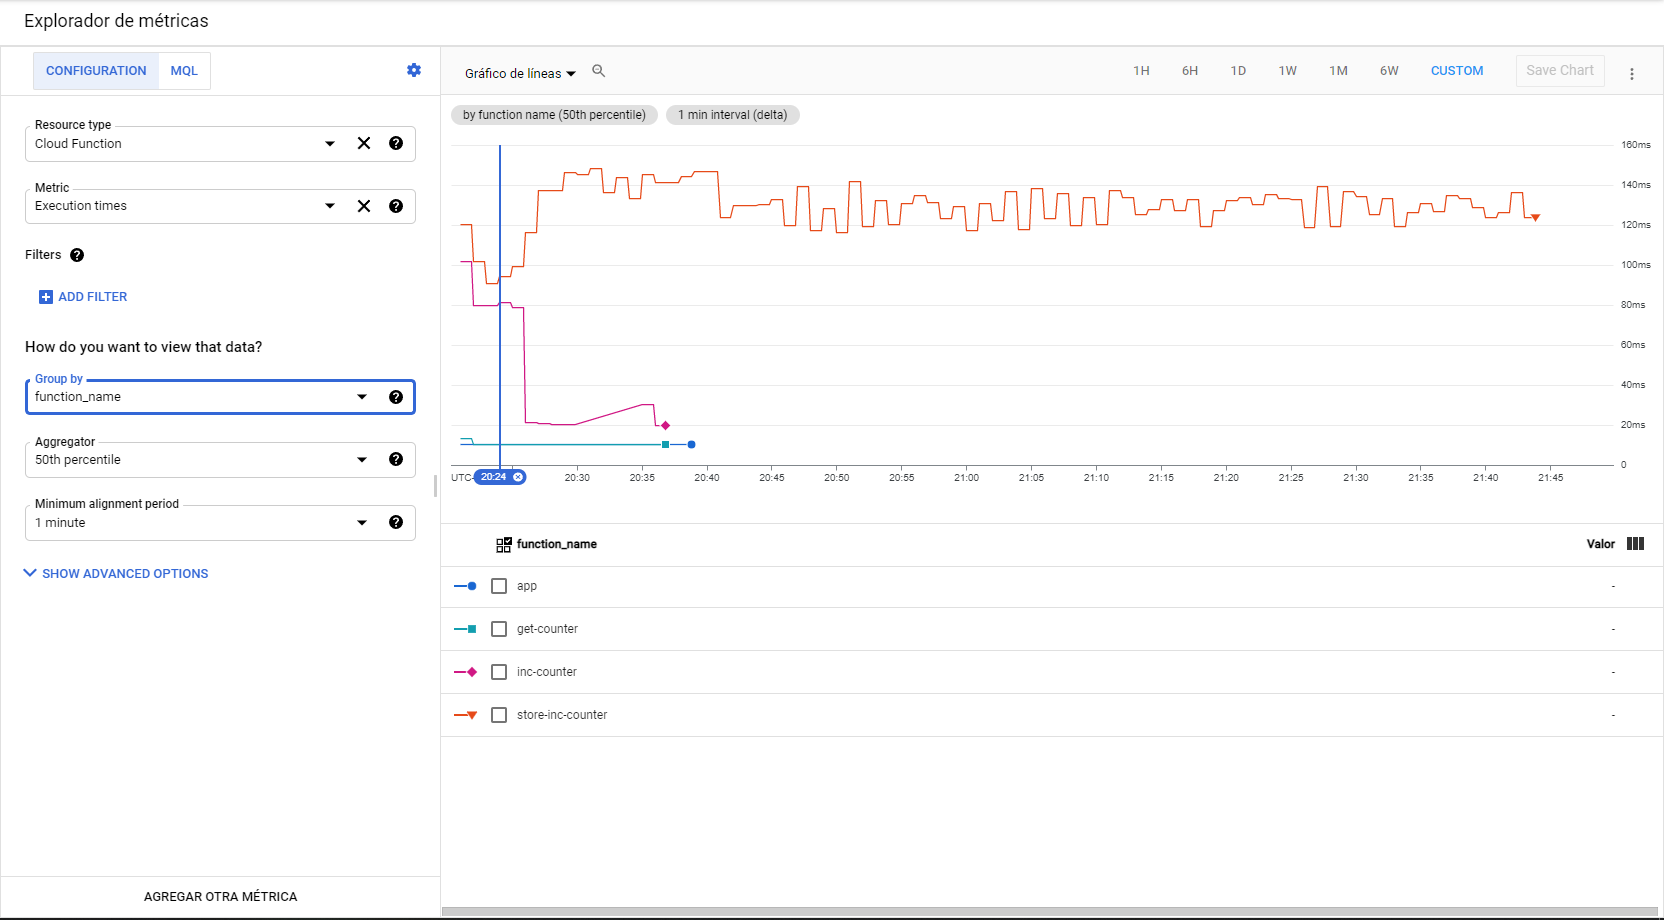 Explorador de métricas
CONFIGURATION MQL
Resource type
Cloud Function
Metric
Execution times
Filters
ADD FILTER
How do you want to view that data?
Group by
function_name
Aggregator
50th percentile
Minimum alignment period
1 minute
SHOW ADVANCED OPTIONS
AGREGAR OTRA MÉTRICA
Gráfico de líneas 1H 6H 1D 1W 1M 6W CUSTOM Save Chart
by function name (50th percentile) 1 min interval (delta)
160ms
140ms
120ms
100ms
80ms
60ms
40ms
20ms
0
UTC- 20:24 20:30 20:35 20:40 20:45 20:50 20:55 21:00 21:05 21:10 21:15 21:20 21:25 21:30 21:35 21:40 21:45
function_name Valor
app -
get-counter -
inc-counter -
store-inc-counter -